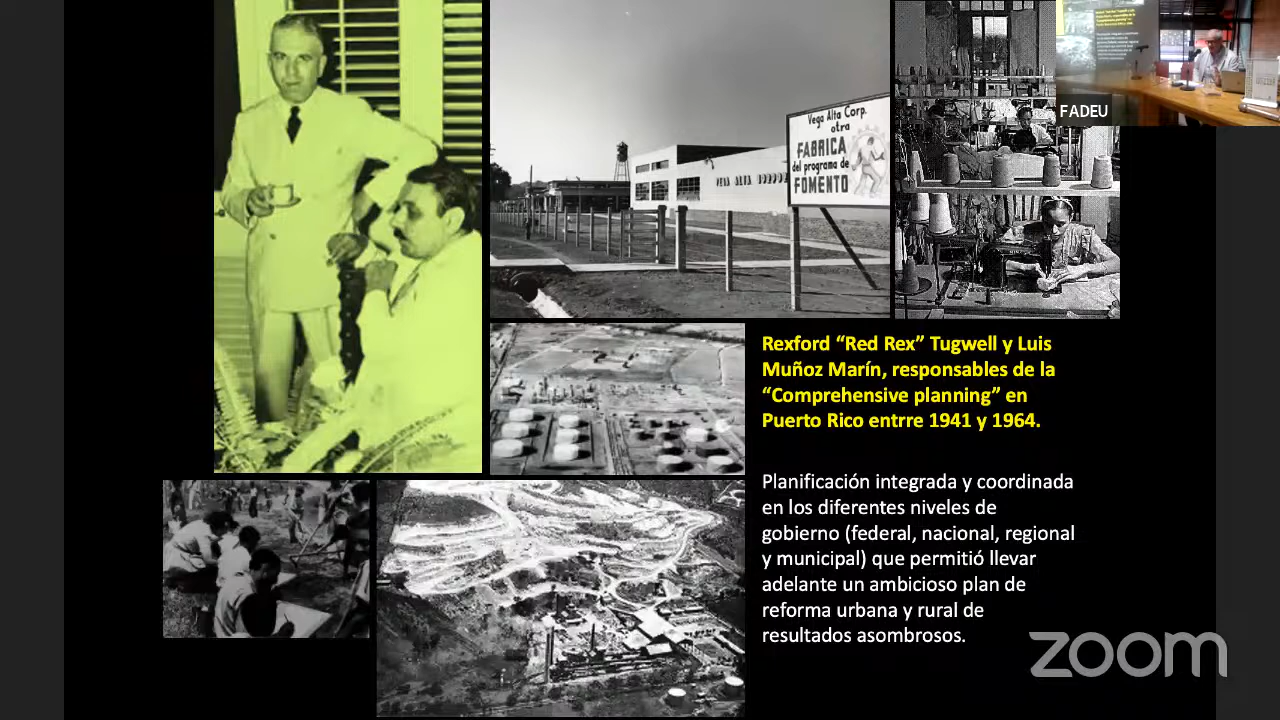 Vega Alta Corp.
otra
FABRICA
del programa de
FOMENTO
FADEU
Rexford “Red Rex” Tugwell y Luis
Muñoz Marín, responsables de la
“Comprehensive planning” en
Puerto Rico entrre 1941 y 1964.
Planificación integrada y coordinada
en los diferentes niveles de
gobierno (federal, nacional, regional
y municipal) que permitió llevar
adelante un ambicioso plan de
reforma urbana y rural de
resultados asombrosos.
zoom